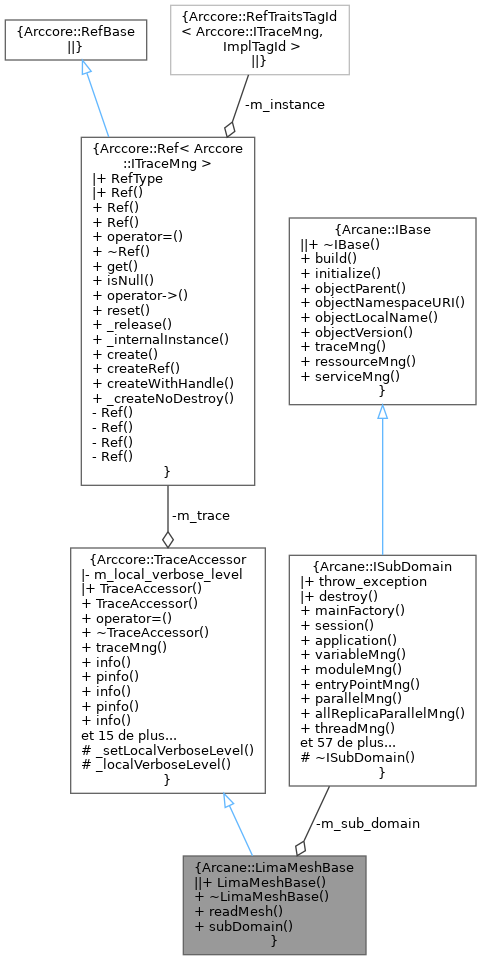 {Arccore::RefBase
||}
{Arccore::RefTraitsTagId
< Arccore::ITraceMng,
ImplTagId >
||}
-m_instance
{Arccore::Ref< Arccore
::ITraceMng >
|+ RefType
|+ Ref()
+ Ref()
+ Ref()
+ operator=()
+ ~Ref()
+ get()
+ isNull()
+ operator->()
+ reset()
+ _release()
+ _internalInstance()
+ create()
+ createRef()
+ createWithHandle()
+ _createNoDestroy()
- Ref()
- Ref()
- Ref()
- Ref()
}
{Arcane::IBase
||+ ~IBase()
+ build()
+ initialize()
+ objectParent()
+ objectNamespaceURI()
+ objectLocalName()
+ objectVersion()
+ traceMng()
+ ressourceMng()
+ serviceMng()
}
-m_trace
{Arccore::TraceAccessor
|- m_local_verbose_level
|+ TraceAccessor()
+ TraceAccessor()
+ operator=()
+ ~TraceAccessor()
+ traceMng()
+ info()
+ pinfo()
+ info()
+ pinfo()
+ info()
et 15 de plus...
# _setLocalVerboseLevel()
# _localVerboseLevel()
}
{Arcane::ISubDomain
|+ throw_exception
|+ destroy()
+ mainFactory()
+ session()
+ application()
+ variableMng()
+ moduleMng()
+ entryPointMng()
+ parallelMng()
+ allReplicaParallelMng()
+ threadMng()
et 57 de plus...
# ~ISubDomain()
}
-m_sub_domain
{Arcane::LimaMeshBase
||+ LimaMeshBase()
+ ~LimaMeshBase()
+ readMesh()
+ subDomain()
}